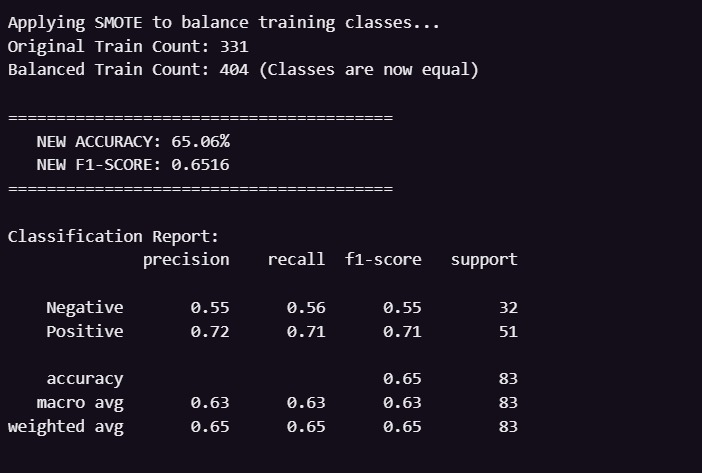 Applying SMOTE to balance training classes...
Original Train Count: 331
Balanced Train Count: 404 (Classes are now equal)
========================================
NEW ACCURACY: 65.06%
NEW F1-SCORE: 0.6516
========================================
Classification Report:
precision recall f1-score support
Negative 0.55 0.56 0.55 32
Positive 0.72 0.71 0.71 51
accuracy 0.65 83
macro avg 0.63 0.63 0.63 83
weighted avg 0.65 0.65 0.65 83